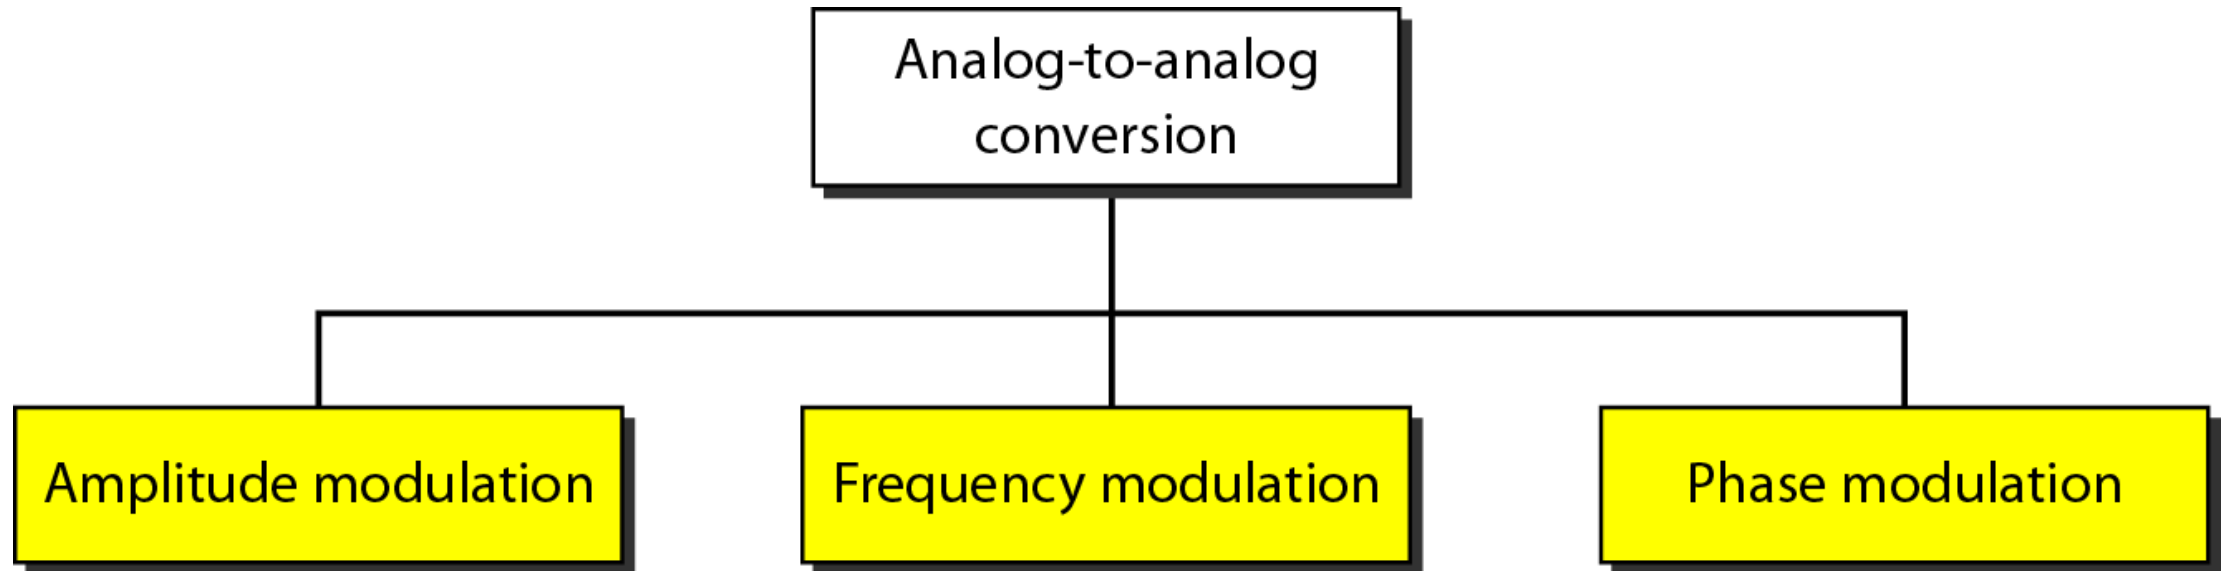 Analog-to-analog
conversion
Amplitude modulation
Frequency modulation
Phase modulation